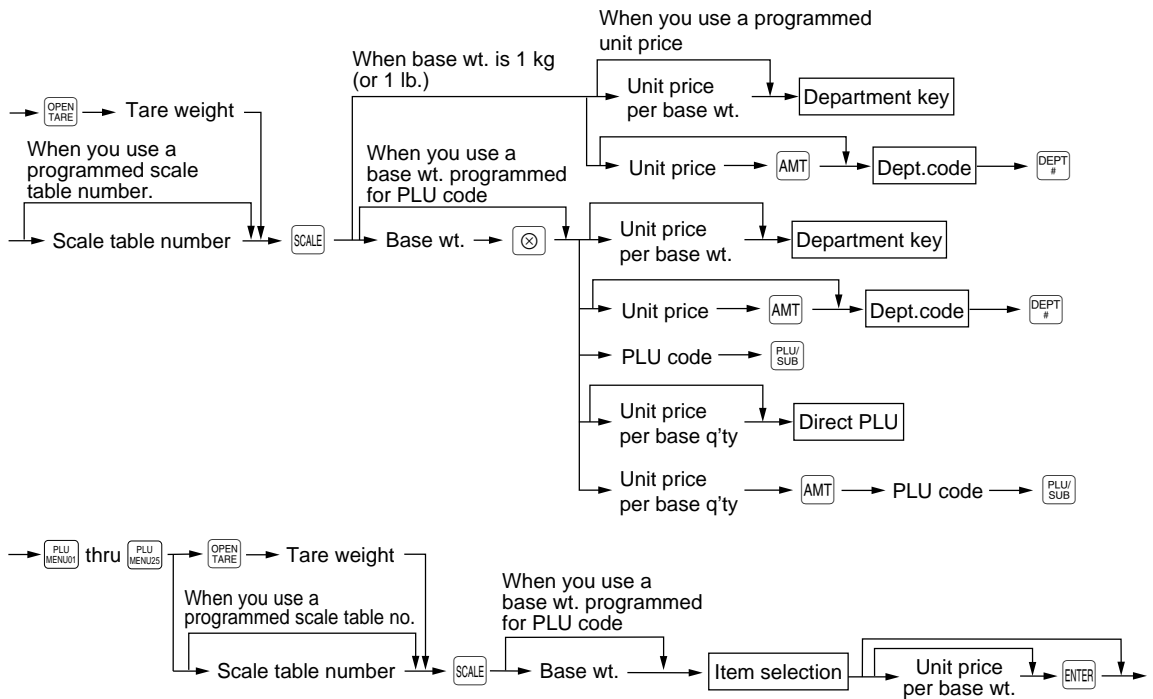 When you use a programmed
unit price
When base wt. is 1 kg
(or 1 lb.)
Unit price
per base wt.
Department key
OPEN
TARE
Tare weight
When you use a
programmed scale
table number.
When you use a
base wt. programmed
for PLU code
Unit price
AMT
Dept.code
DEPT
#
Scale table number
SCALE
Base wt.
⊗
Unit price
per base wt.
Department key
Unit price
AMT
Dept.code
DEPT
#
PLU code
PLU/
SUB
Unit price
per base q'ty
Direct PLU
Unit price
per base q'ty
AMT
PLU code
PLU/
SUB
PLU
MENU01
thru
PLU
MENU25
OPEN
TARE
Tare weight
When you use a
programmed scale table no.
When you use a
base wt. programmed
for PLU code
Scale table number
SCALE
Base wt.
Item selection
Unit price
per base wt.
ENTER